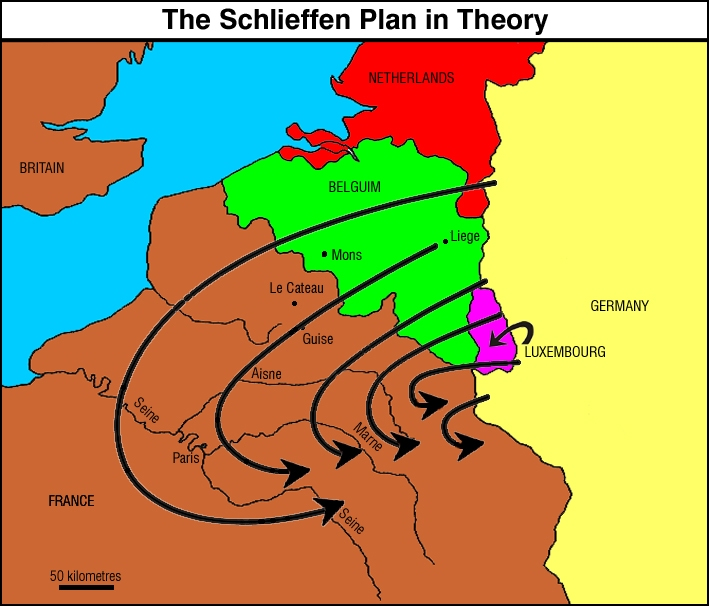 The Schlieffen Plan in Theory
NETHERLANDS
BRITAIN
BELGUIM
Liege
Mons
Le Cateau
GERMANY
Guise
LUXEMBOURG
Aisne
Seine
Marne
Paris
FRANCE
Seine
50 kilometres